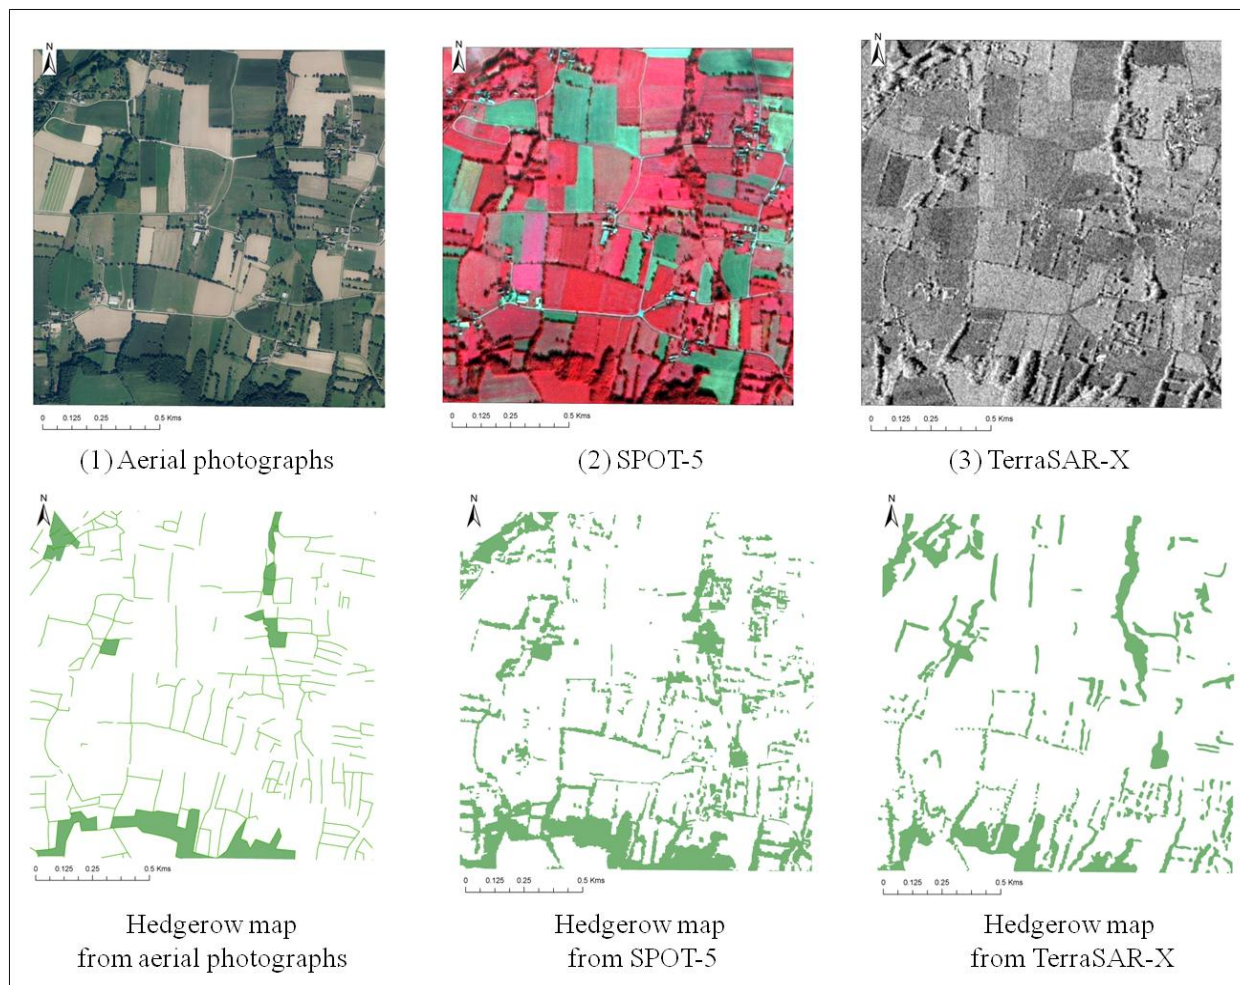 N
N
N
0 0.125 0.25 0.5 Kms
0 0.125 0.25 0.5 Kms
0 0.125 0.25 0.5 Kms
(1) Aerial photographs
(2) SPOT-5
(3) TerraSAR-X
N
N
N
0 0.125 0.25 0.5 Kms
0 0.125 0.25 0.5 Kms
0 0.125 0.25 0.5 Kms
Hedgerow map
from aerial photographs
Hedgerow map
from SPOT-5
Hedgerow map
from TerraSAR-X